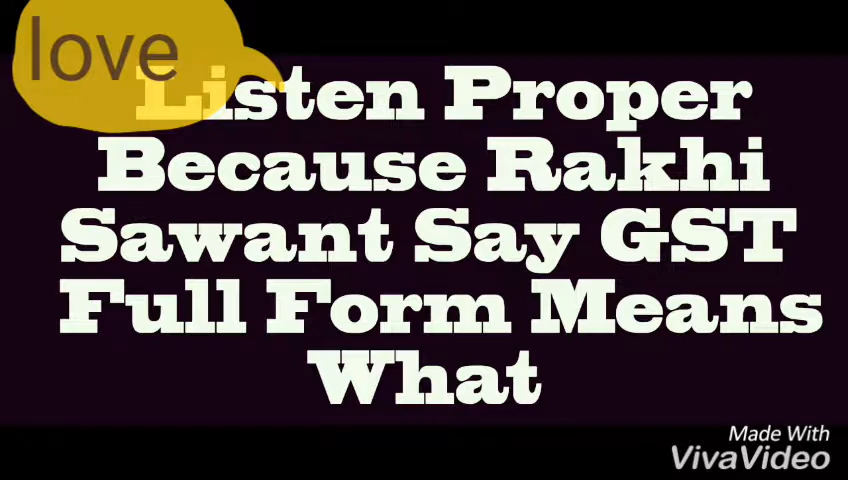 love
Listen Proper
Because Rakhi
Sawant Say GST
Full Form Means
What
Made With
VivaVideo